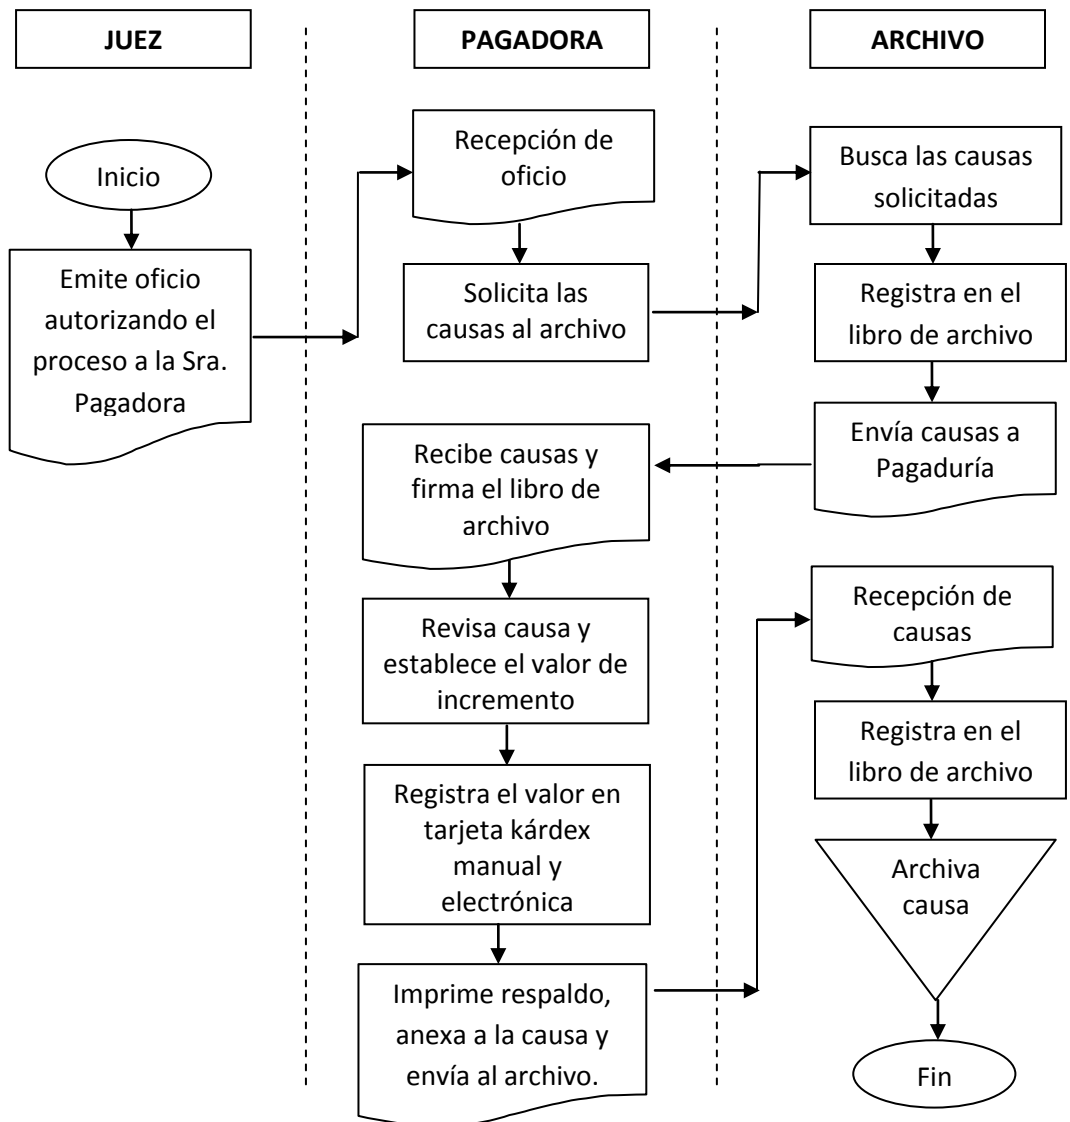 JUEZ
PAGADORA
ARCHIVO
Inicio
Emite oficio
autorizando el
proceso a la Sra.
Pagadora
Recepción de
oficio
Solicita las
causas al archivo
Busca las causas
solicitadas
Registra en el
libro de archivo
Envía causas a
Pagaduría
Recibe causas y
firma el libro de
archivo
Revisa causa y
establece el valor de
incremento
Registra el valor en
tarjeta kárdex
manual y
electrónica
Imprime respaldo,
anexa a la causa y
envía al archivo.
Recepción de
causas
Registra en el
libro de archivo
Archiva
causa
Fin